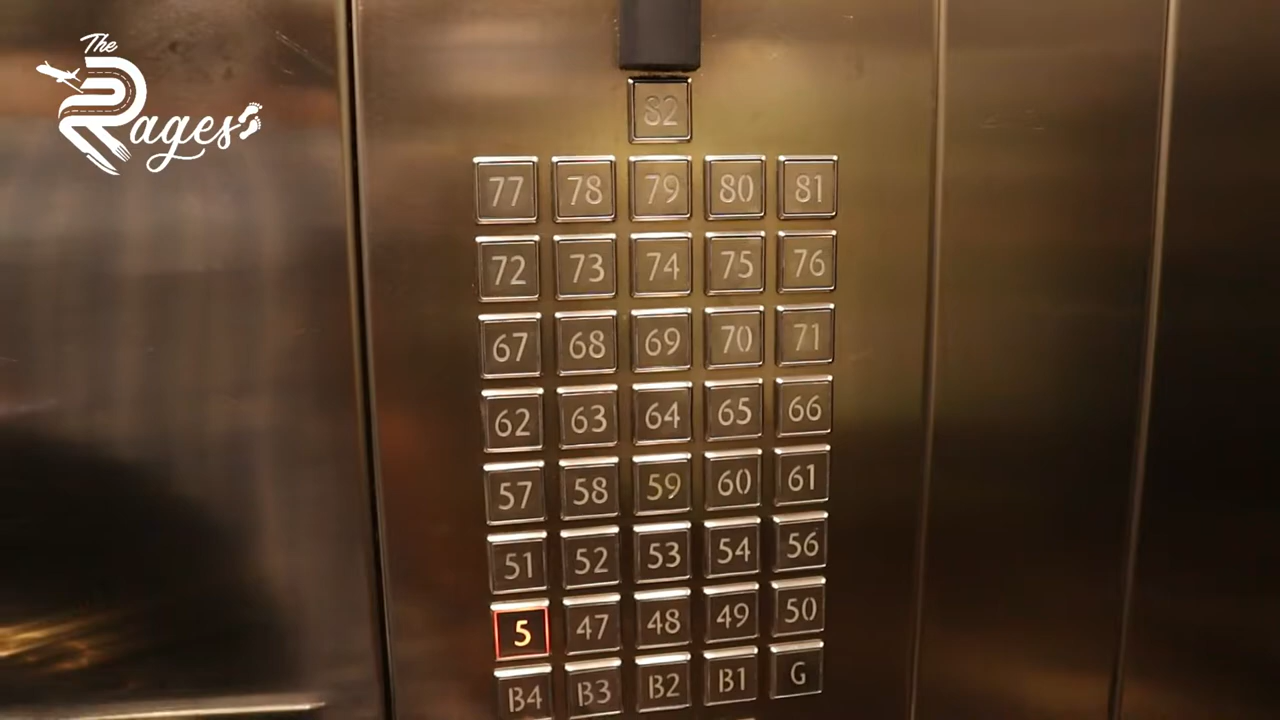 The
Rages
82
77 78 79 80 81
72 73 74 75 76
67 68 69 70 71
62 63 64 65 66
57 58 59 60 61
51 52 53 54 56
5 47 48 49 50
B4 B3 B2 B1 G